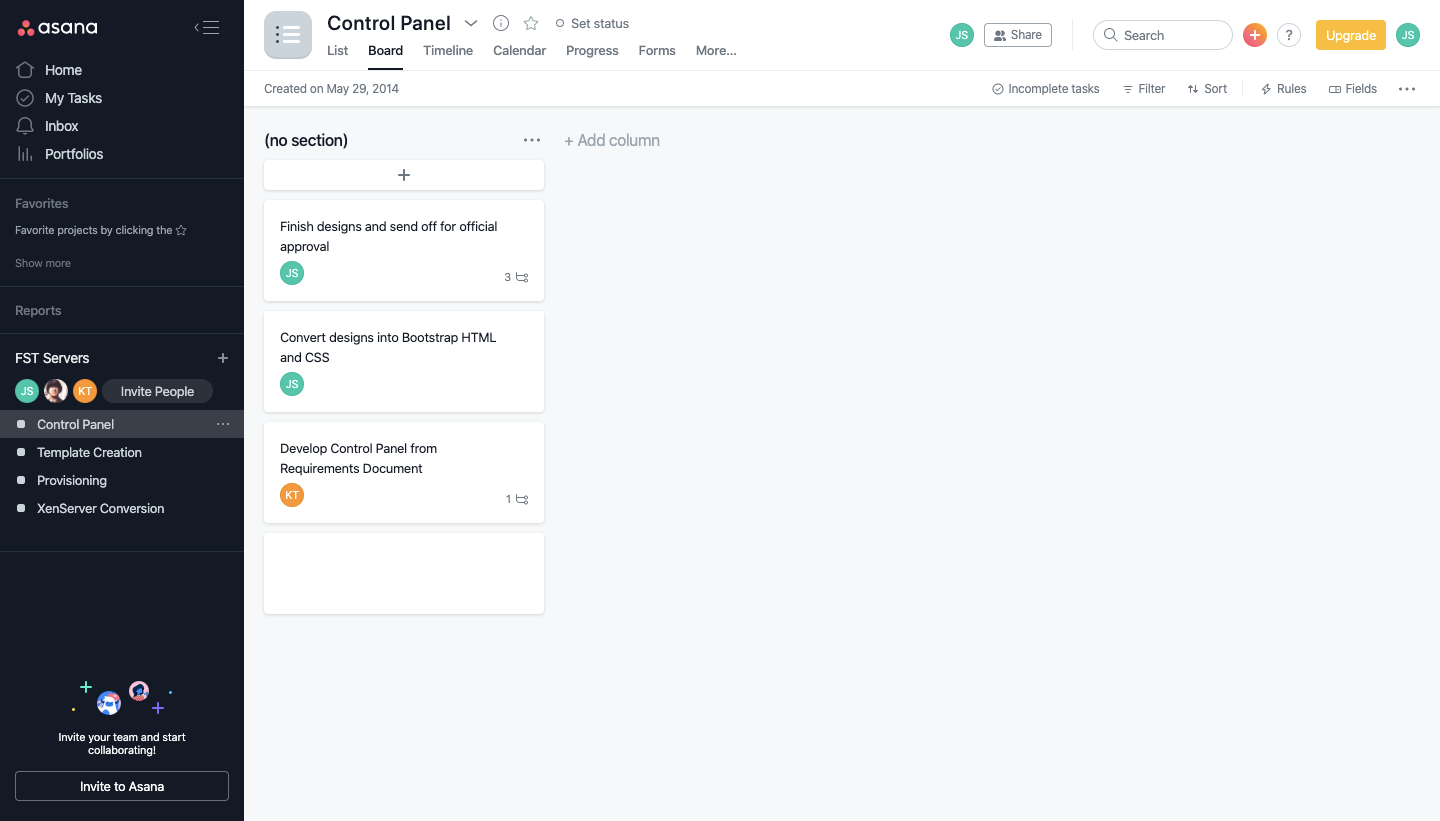 asana
Home
My Tasks
Inbox
Portfolios
Favorites
Favorite projects by clicking the
Show more
Reports
FST Servers
JS
KT
Invite People
Control Panel
Template Creation
Provisioning
XenServer Conversion
Invite your team and start
collaborating!
Invite to Asana
Control Panel
Set status
List Board Timeline Calendar Progress Forms More...
JS
Share
Search
?
Upgrade
JS
Created on May 29, 2014
Incomplete tasks
Filter
Sort
Rules
Fields
(no section)
+ Add column
Finish designs and send off for official
approval
JS
3
Convert designs into Bootstrap HTML
and CSS
JS
Develop Control Panel from
Requirements Document
KT
1